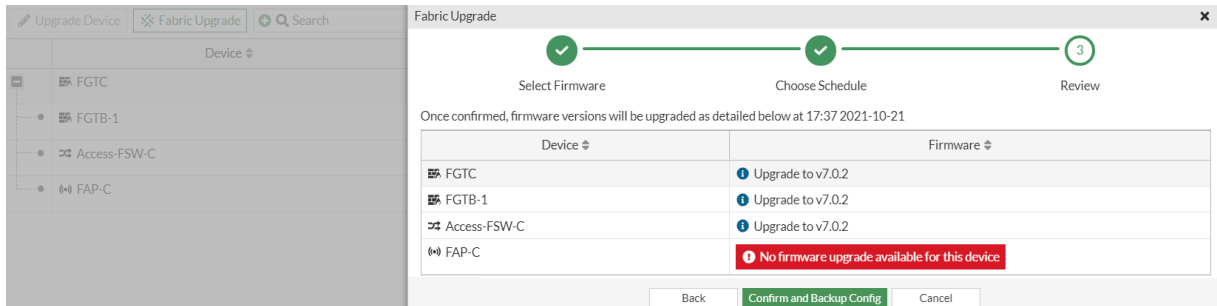 Upgrade Device Fabric Upgrade Search
Device
FGTC
FGTB-1
Access-FSW-C
FAP-C
Fabric Upgrade
3
Select Firmware Choose Schedule Review
Once confirmed, firmware versions will be upgraded as detailed below at 17:37 2021-10-21
Device Firmware
FGTC Upgrade to v7.0.2
FGTB-1 Upgrade to v7.0.2
Access-FSW-C Upgrade to v7.0.2
FAP-C No firmware upgrade available for this device
Back Confirm and Backup Config Cancel